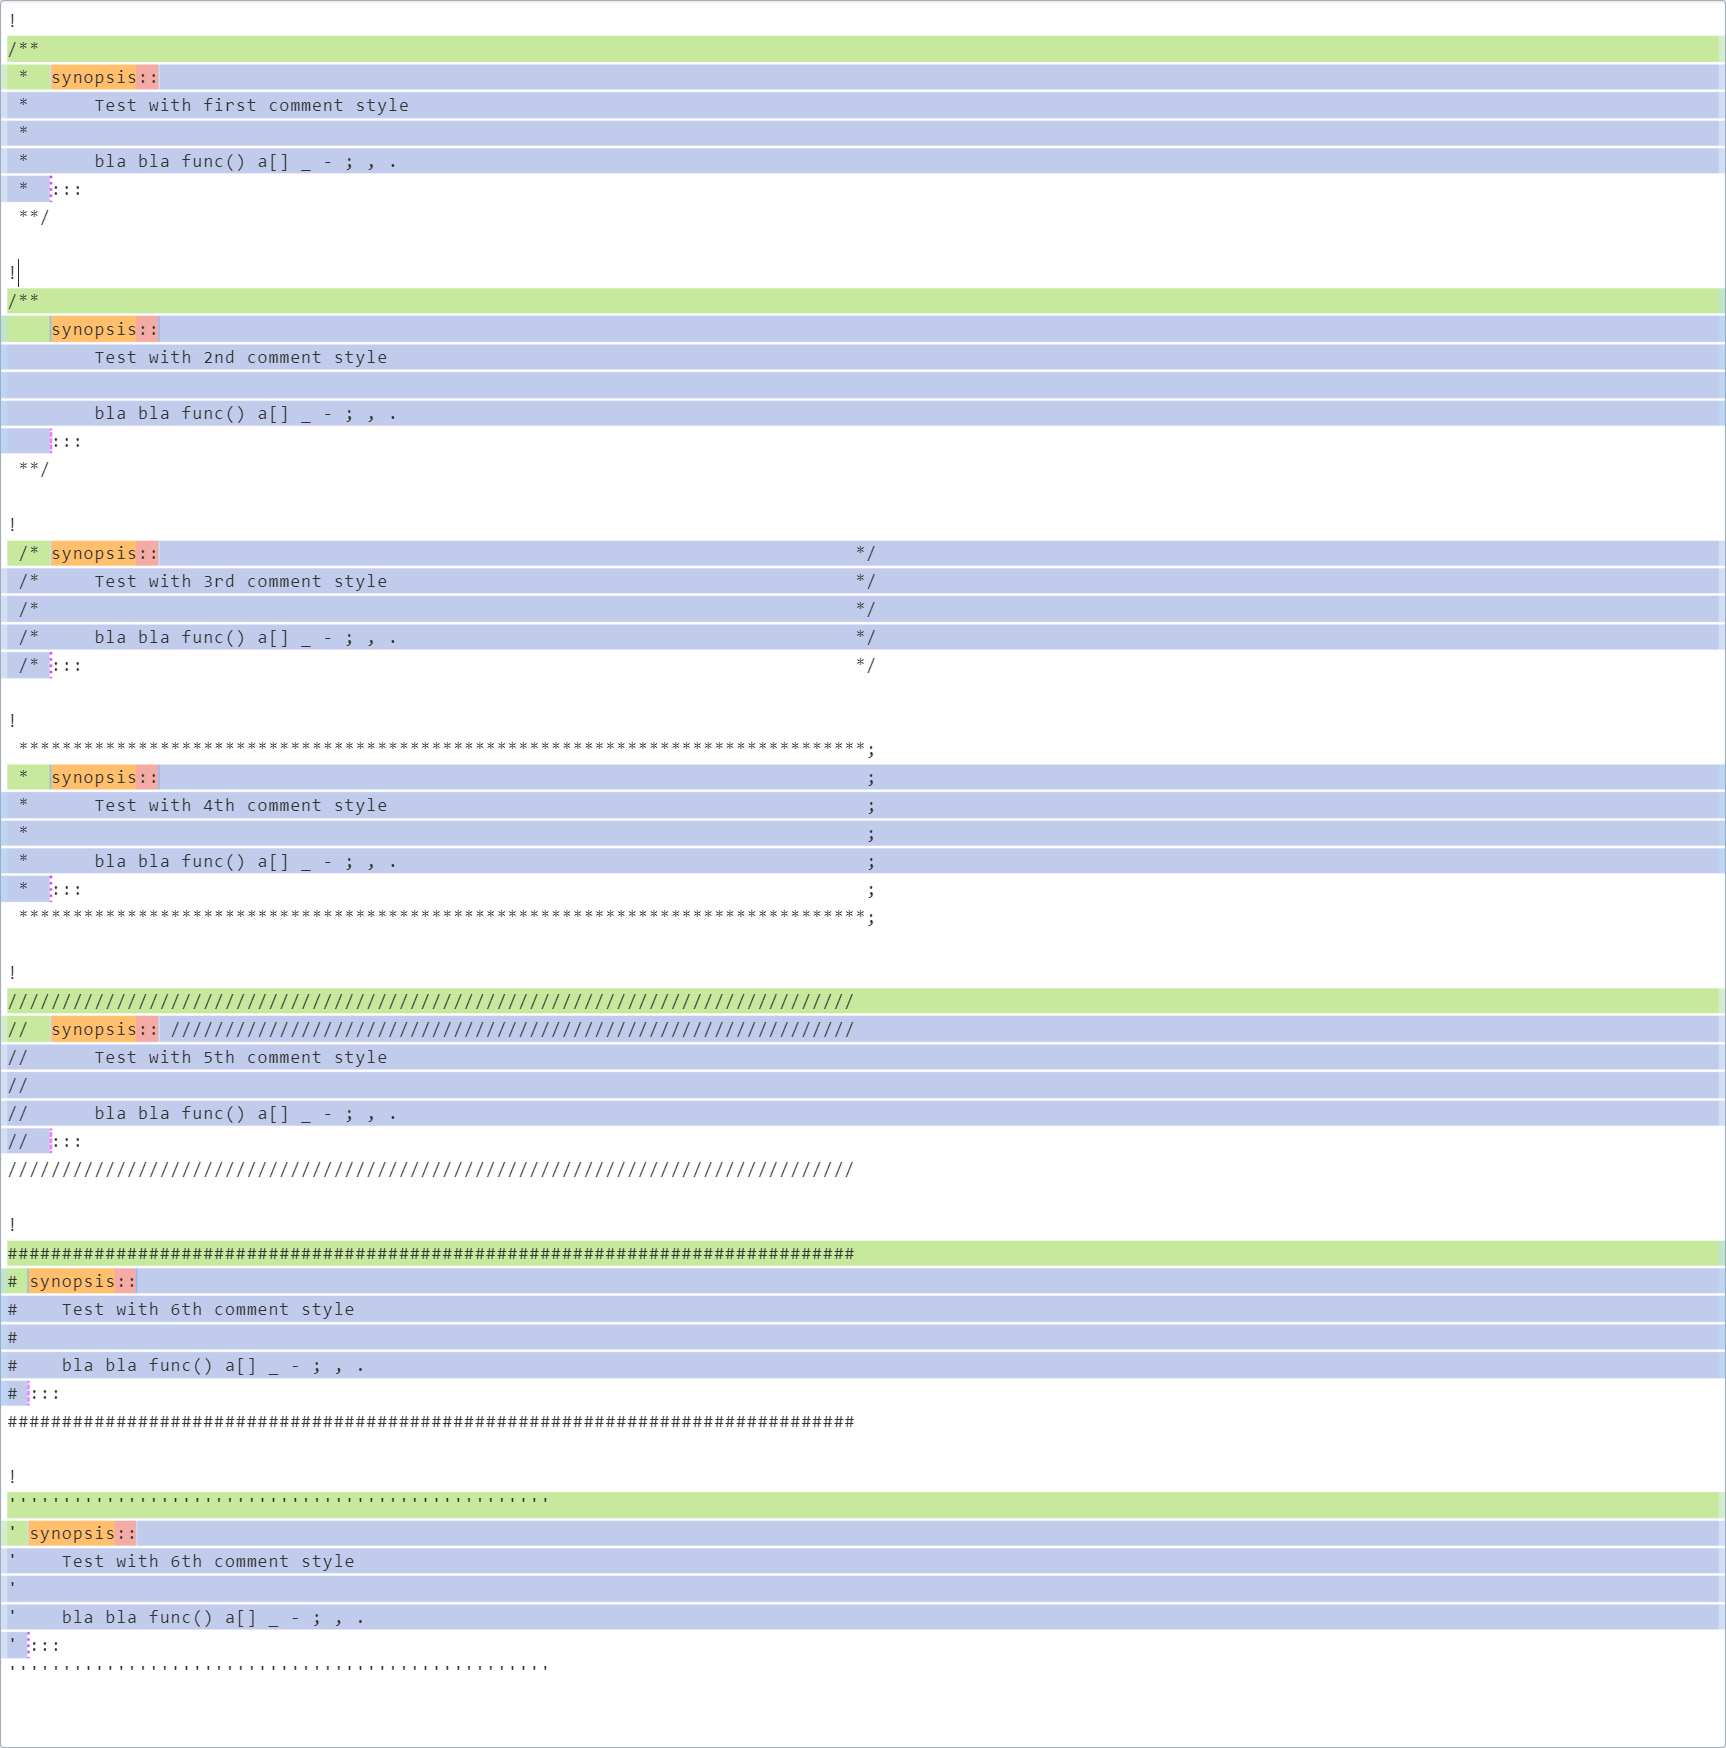 !
/**
 *  synopsis::
 *      Test with first comment style
 *
 *      bla bla func() a[] _ - ; , .
 *  :::
 **/

!
/**
    synopsis::
        Test with 2nd comment style

        bla bla func() a[] _ - ; , .
    :::
 **/

!
 /* synopsis::                                                                */
 /*     Test with 3rd comment style                                           */
 /*                                                                           */
 /*     bla bla func() a[] _ - ; , .                                          */
 /* :::                                                                       */

!
 ******************************************************************************;
 *  synopsis::                                                                 ;
 *      Test with 4th comment style                                            ;
 *                                                                             ;
 *      bla bla func() a[] _ - ; , .                                           ;
 *  :::                                                                        ;
 ******************************************************************************;

!
//////////////////////////////////////////////////////////////////////////////
//  synopsis:: ///////////////////////////////////////////////////////////////
//      Test with 5th comment style
//
//      bla bla func() a[] _ - ; , .
//  :::
//////////////////////////////////////////////////////////////////////////////

!
##############################################################################
# synopsis::
#    Test with 6th comment style
#
#    bla bla func() a[] _ - ; , .
# :::
##############################################################################

!
''''''''''''''''''''''''''''''''''''''''''''''''''
' synopsis::
'    Test with 6th comment style
'
'    bla bla func() a[] _ - ; , .
' :::
''''''''''''''''''''''''''''''''''''''''''''''''''